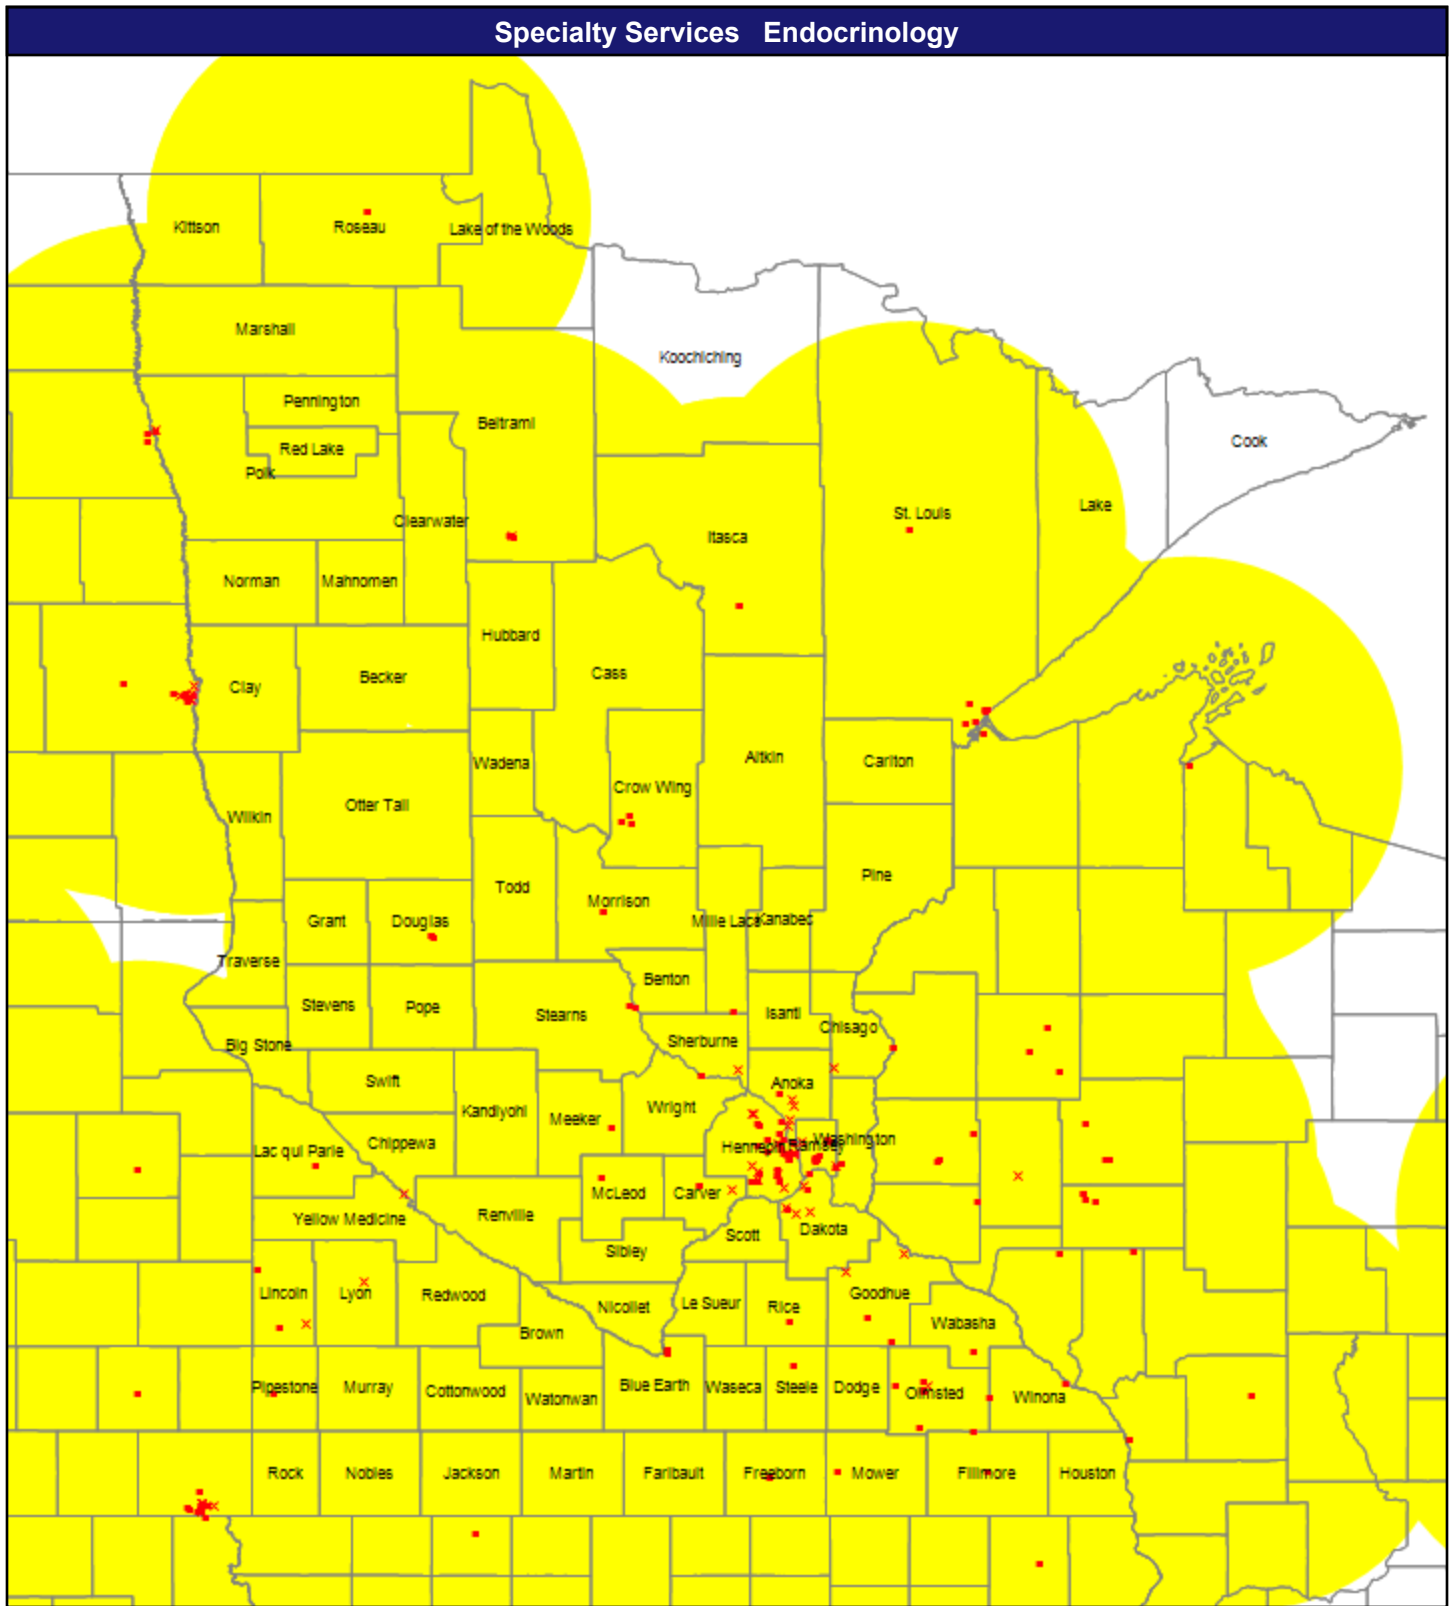 Specialty Services   Endocrinology
Kittson
Roseau
Lake of the Woods
Marshall
Koochiching
Pennington
Beltrami
Red Lake
Polk
Cook
Clearwater
St. Louis
Lake
Itasca
Norman
Mahnomen
Hubbard
Cass
Clay
Becker
Wadena
Aitkin
Carlton
Crow Wing
Otter Tail
Wilkin
Pine
Todd
Morrison
Grant
Douglas
Mille Lacs
Kanabec
Traverse
Benton
Stevens
Pope
Stearns
Isanti
Chisago
Sherburne
Big Stone
Swift
Anoka
Kandiyohi
Meeker
Wright
Chippewa
Lac qui Parle
Hennepin
Ramsey
Washington
McLeod
Carver
Yellow Medicine
Renville
Scott
Dakota
Sibley
Lincoln
Lyon
Redwood
Nicollet
Le Sueur
Rice
Goodhue
Wabasha
Brown
Pipestone
Murray
Cottonwood
Watonwan
Blue Earth
Waseca
Steele
Dodge
Olmsted
Winona
Rock
Nobles
Jackson
Martin
Faribault
Freeborn
Mower
Fillmore
Houston